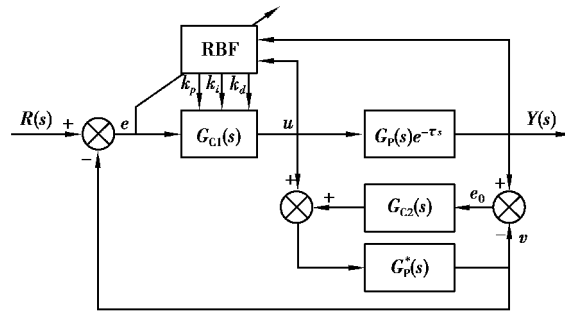 RBF
k_p k_i k_d
R(s) + e G_C1(s) u G_P(s)e^{-τs} Y(s)
−
+ +
+ G_C2(s) e_0
− v
G_P^*(s)